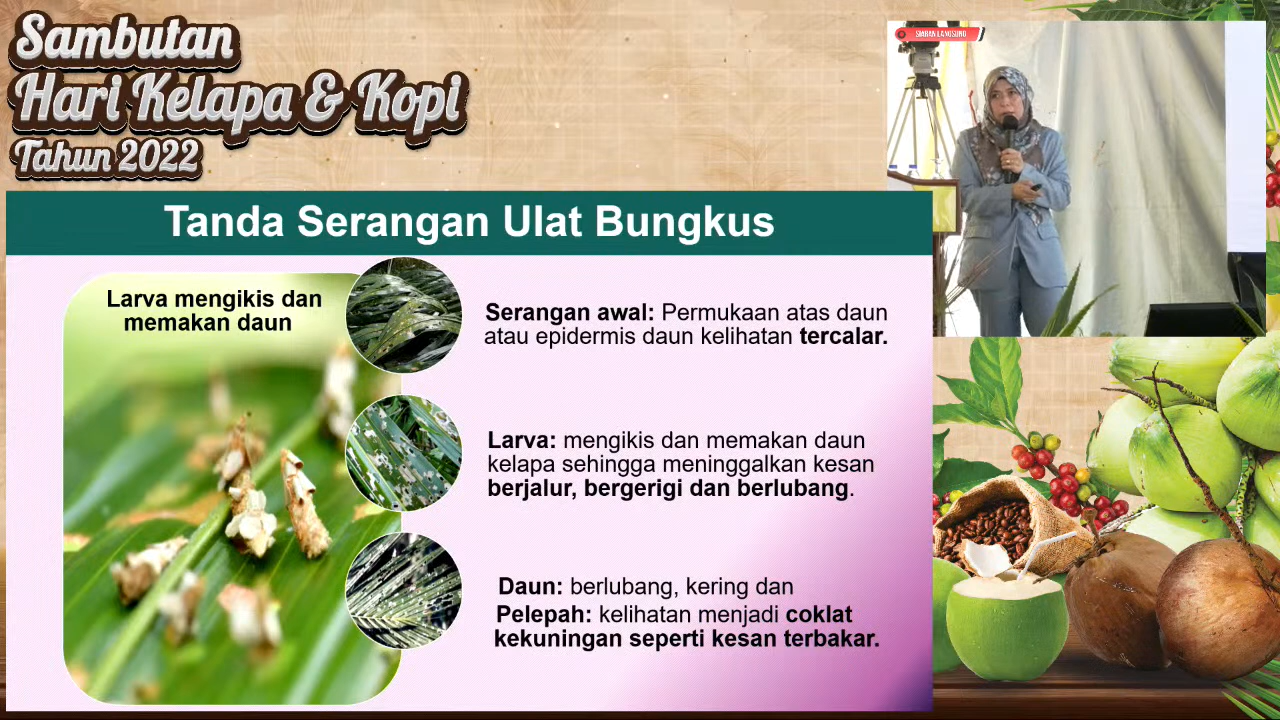 Sambutan
Hari Kelapa & Kopi
Tahun 2022
SIARAN LANGSUNG
Tanda Serangan Ulat Bungkus
Larva mengikis dan
memakan daun
Serangan awal: Permukaan atas daun
atau epidermis daun kelihatan tercalar.
Larva: mengikis dan memakan daun
kelapa sehingga meninggalkan kesan
berjalur, bergerigi dan berlubang.
Daun: berlubang, kering dan
Pelepah: kelihatan menjadi coklat
kekuningan seperti kesan terbakar.